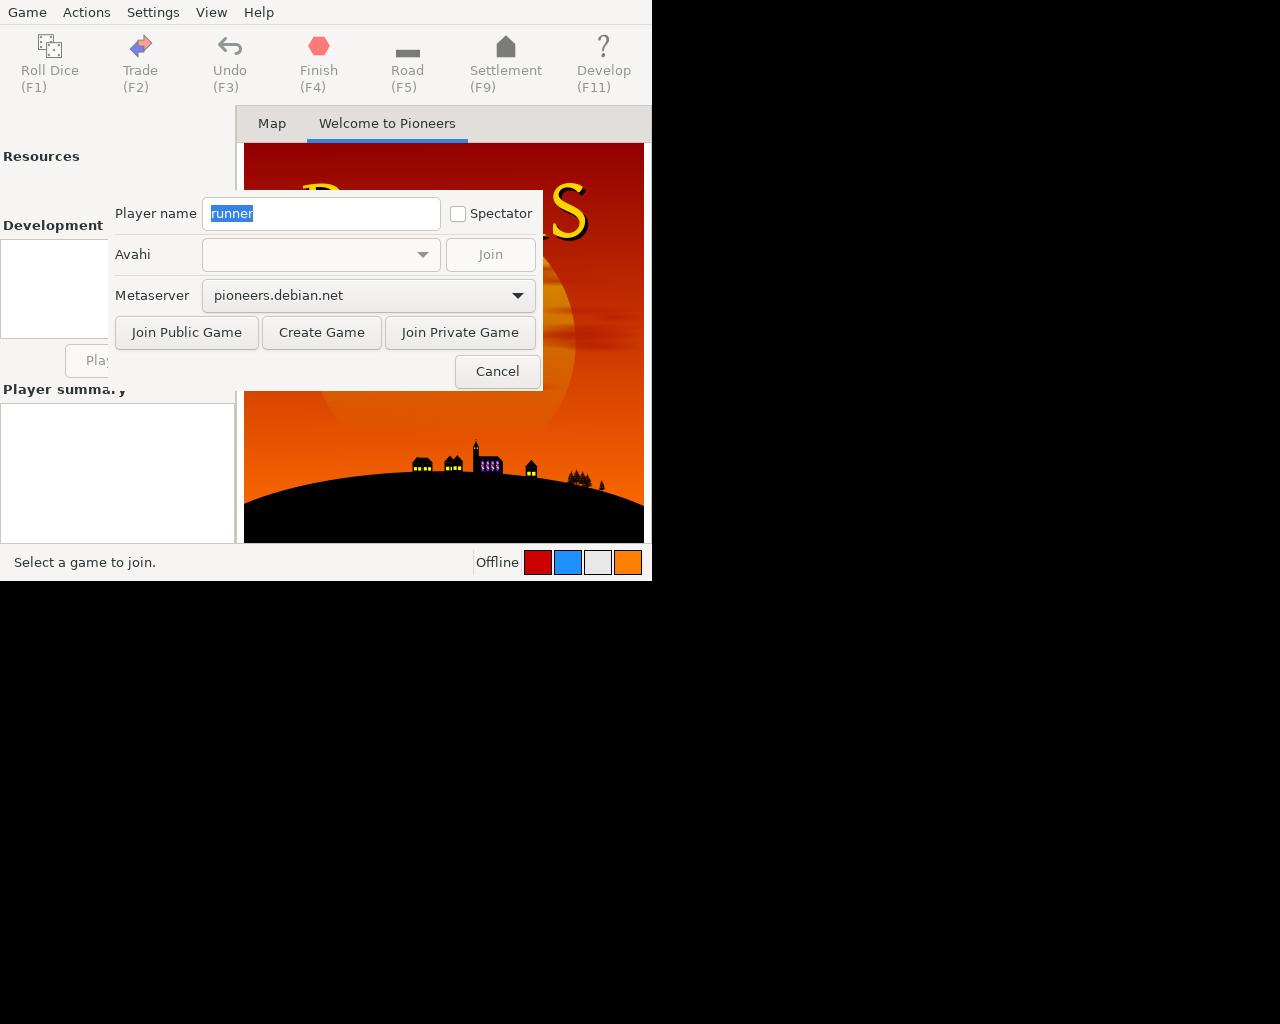 Game Actions Settings View Help
Roll Dice (F1)
Trade (F2)
Undo (F3)
Finish (F4)
Road (F5)
Settlement (F9)
Develop (F11)
Map
Welcome to Pioneers
Resources
Development
Player name
runner
Spectator
Avahi
Join
Metaserver
pioneers.debian.net
Join Public Game
Create Game
Join Private Game
Cancel
Player summary
Select a game to join.
Offline